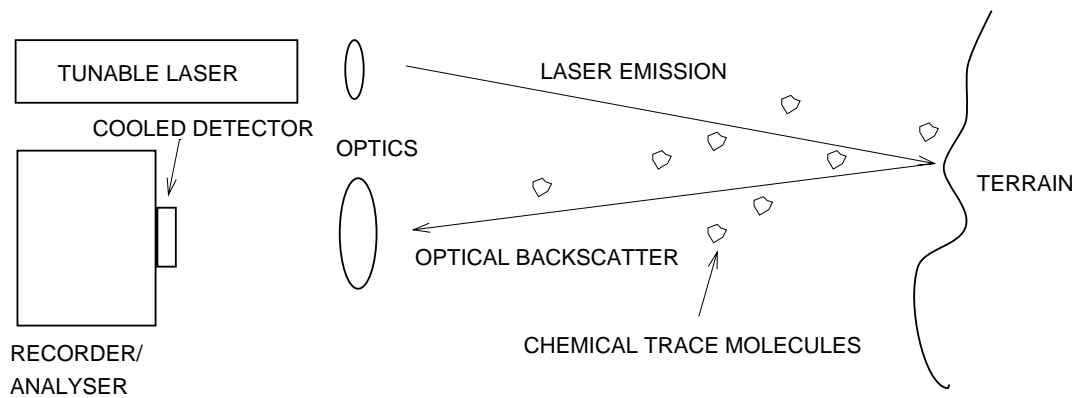 TUNABLE LASER
LASER EMISSION
COOLED DETECTOR
OPTICS
TERRAIN
OPTICAL BACKSCATTER
CHEMICAL TRACE MOLECULES
RECORDER/
ANALYSER